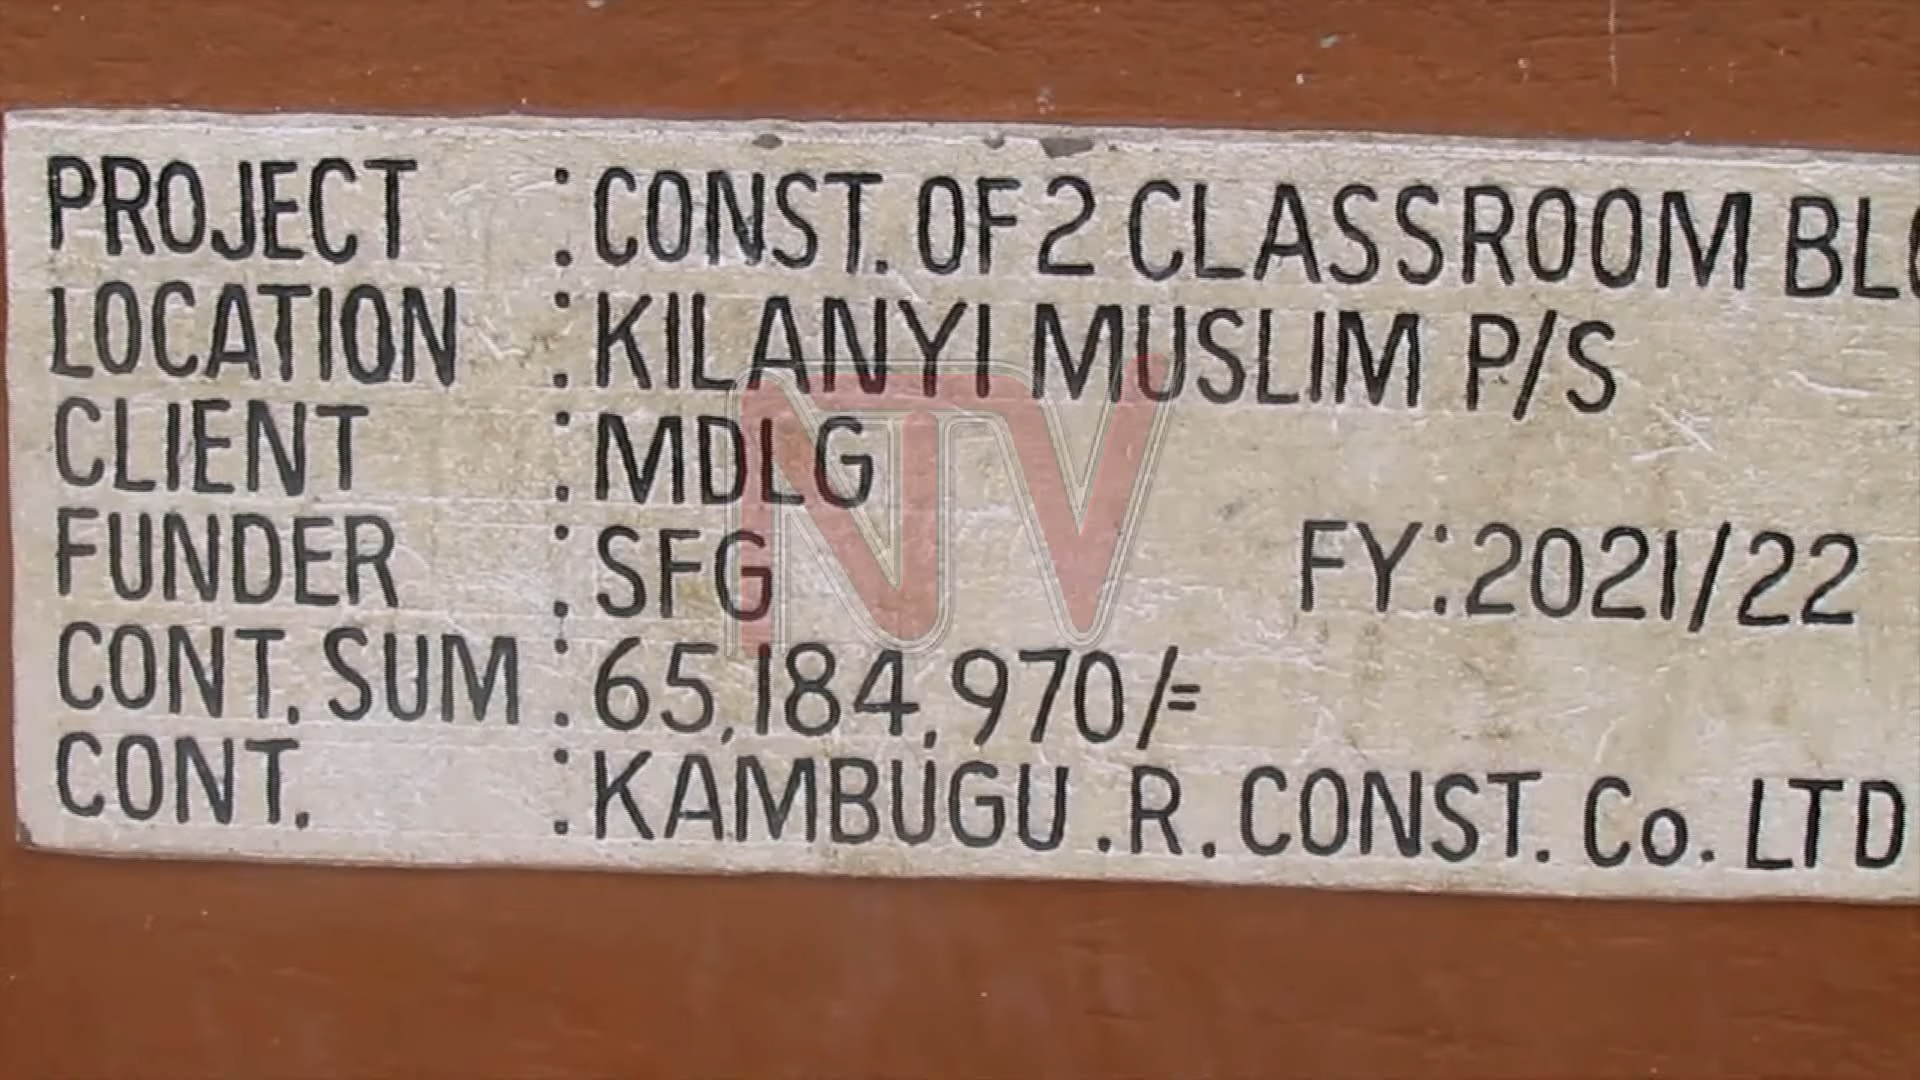 PROJECT : CONST. OF 2 CLASSROOM
LOCATION : KILANYI MUSLIM P/S
CLIENT : MDLG
FUNDER : SFG FY: 2021/22
CONT. SUM : 65,184,970/=
CONT. : KAMBUGU .R. CONST. Co. LTD
NTV